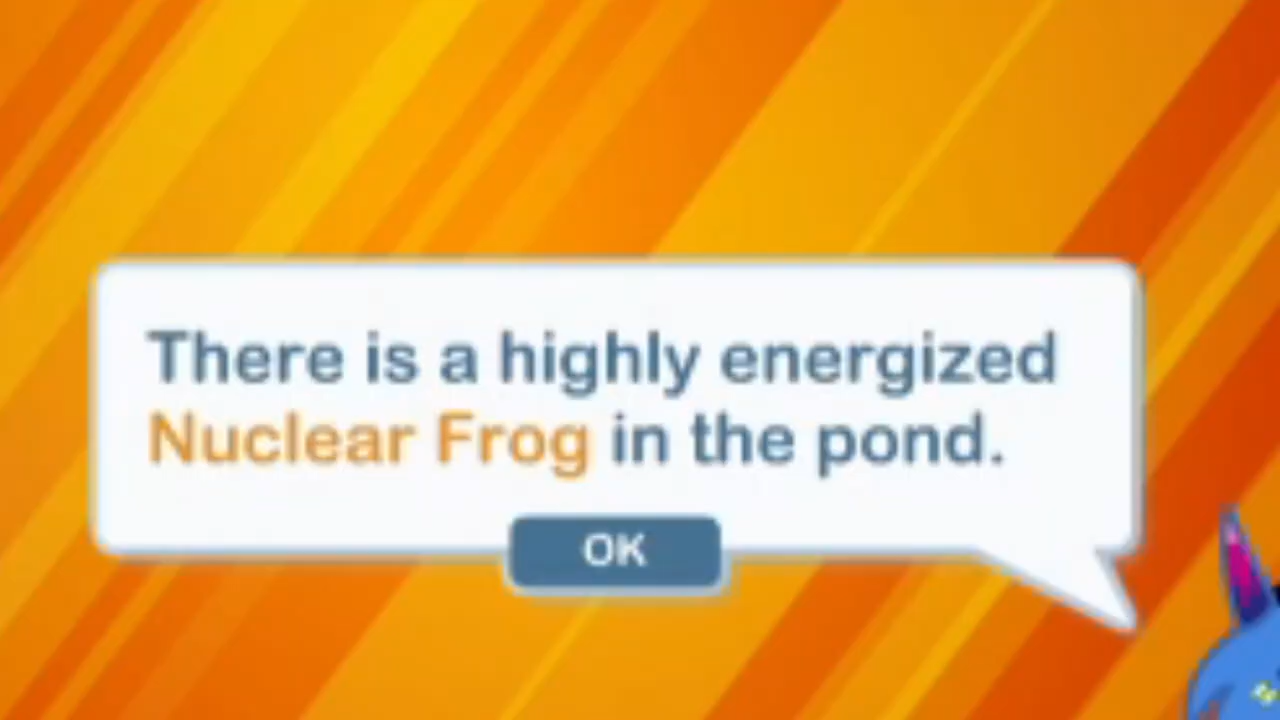 There is a highly energized
Nuclear Frog in the pond.
OK